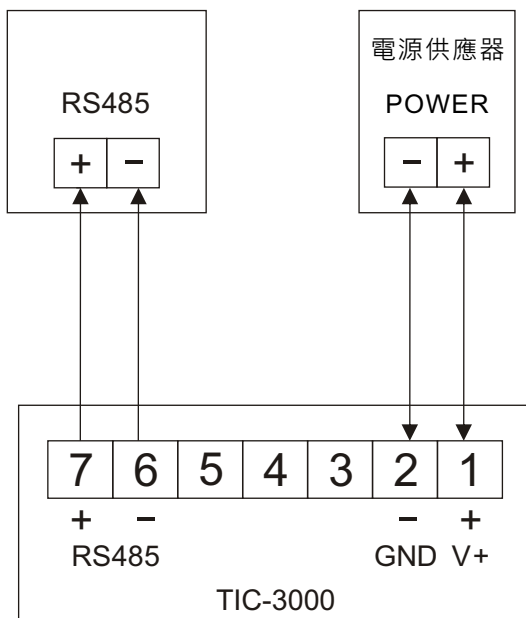 RS485
+ −
電源供應器
POWER
− +
7 6 5 4 3 2 1
+ − − +
RS485 GND V+
TIC-3000